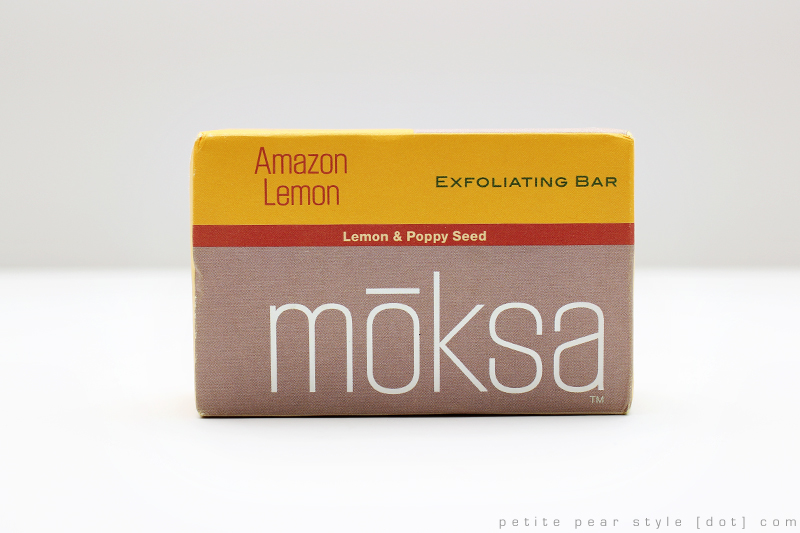 Amazon
Lemon
Exfoliating Bar
Lemon & Poppy Seed
mōksa
TM
petite pear style [dot] com